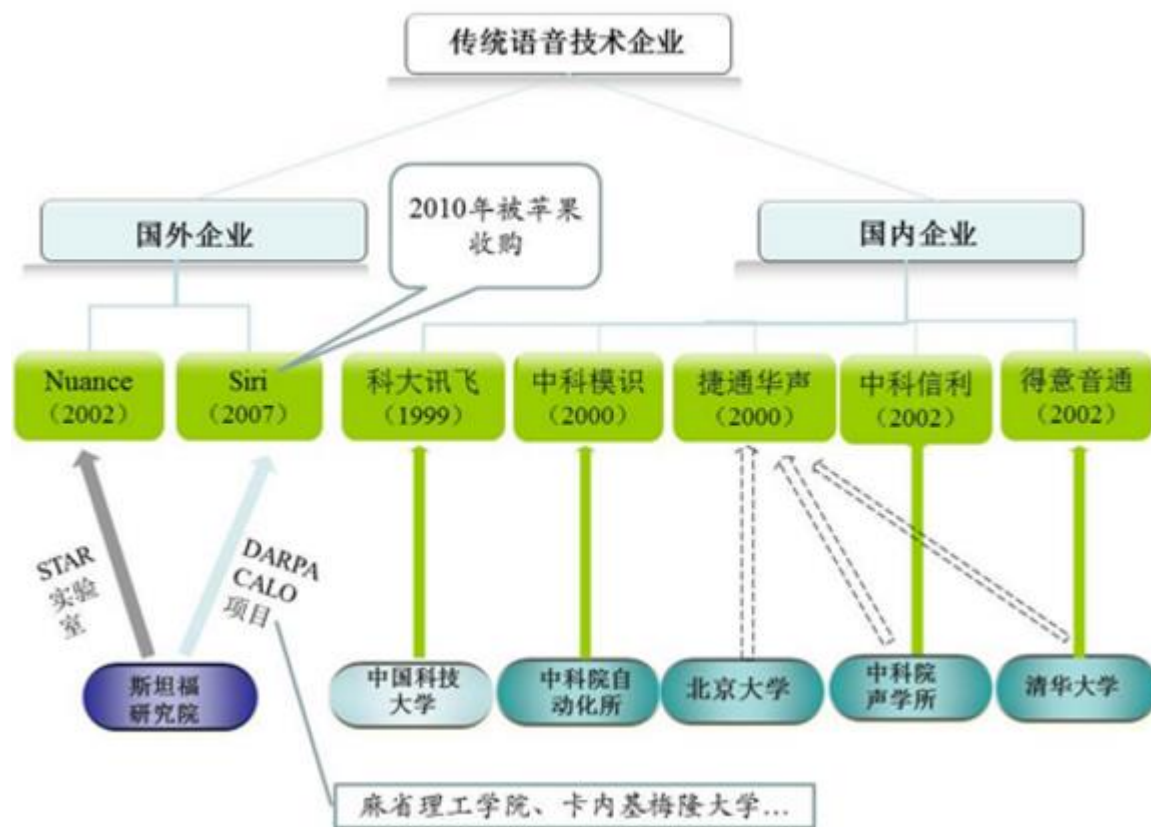 传统语音技术企业
国外企业
2010年被苹果
收购
国内企业
Nuance
（2002）
Siri
（2007）
科大讯飞
（1999）
中科模识
（2000）
捷通华声
（2000）
中科信利
（2002）
得意音通
（2002）
STAR
实验
室
DARPA
CALO
项目
斯坦福
研究院
中国科技
大学
中科院自
动化所
北京大学
中科院
声学所
清华大学
麻省理工学院、卡内基梅隆大学...